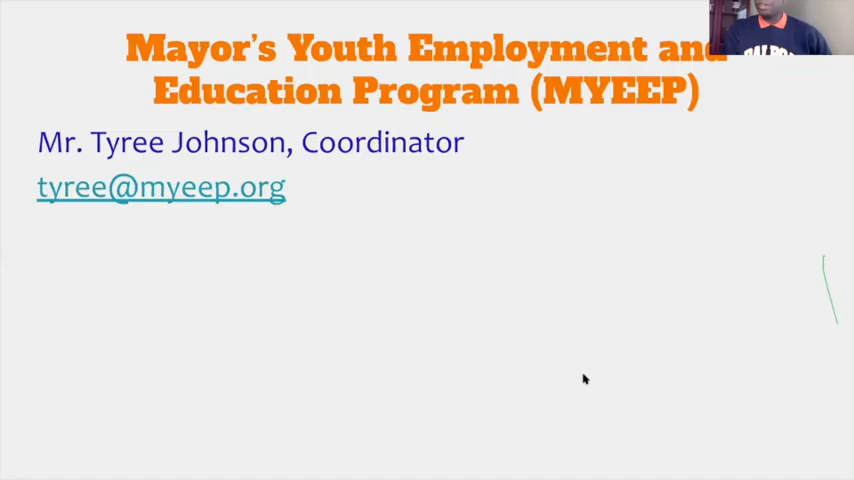 Mayor's Youth Employment and
Education Program (MYEEP)
Mr. Tyree Johnson, Coordinator
tyree@myeep.org